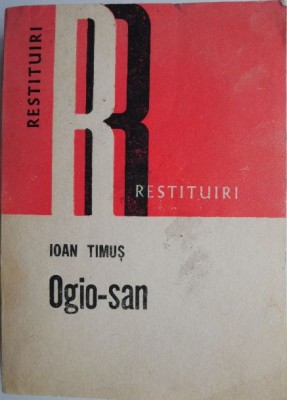 RESTITUIRI
R
RESTITUIRI
IOAN TIMUȘ
Ogio-san